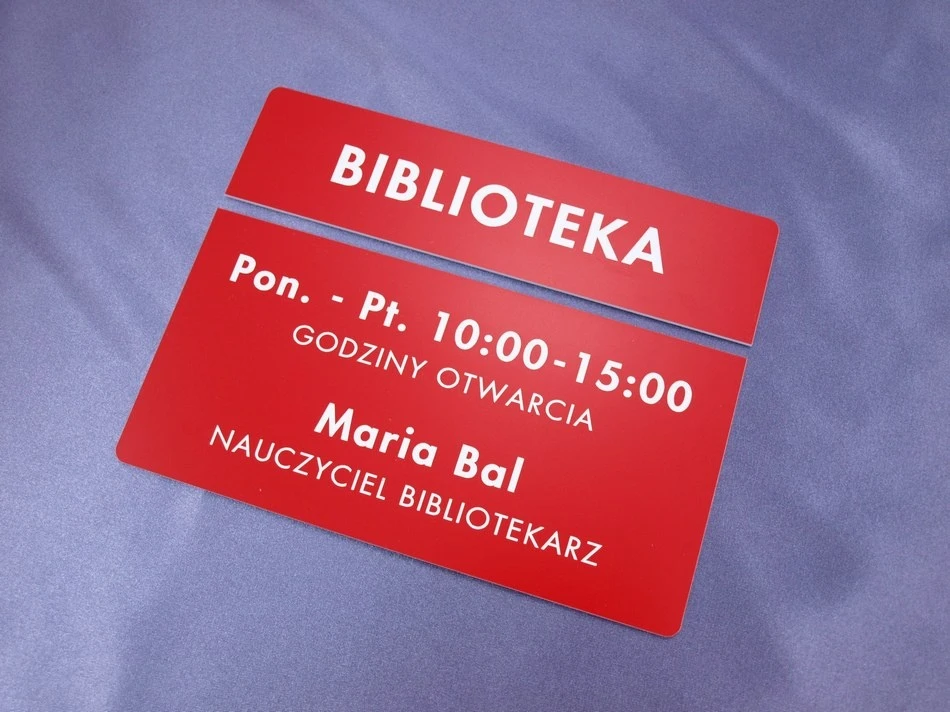 BIBLIOTEKA
Pon. - Pt. 10:00-15:00
GODZINY OTWARCIA
Maria Bal
NAUCZYCIEL BIBLIOTEKARZ